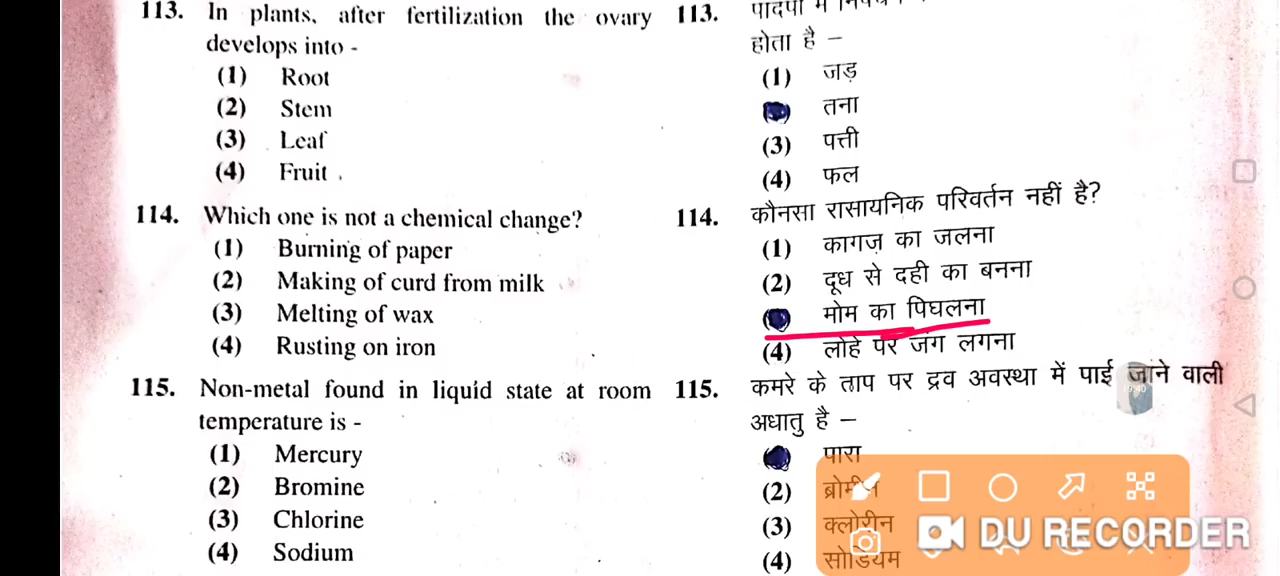 113. In plants, after fertilization the ovary
develops into -
(1) Root
(2) Stem
(3) Leaf
(4) Fruit
114. Which one is not a chemical change?
(1) Burning of paper
(2) Making of curd from milk
(3) Melting of wax
(4) Rusting on iron
115. Non-metal found in liquid state at room
temperature is -
(1) Mercury
(2) Bromine
(3) Chlorine
(4) Sodium
113. पादपों में
होता है –
(1) जड़
तना
(3) पत्ती
(4) फल
114. कौनसा रासायनिक परिवर्तन नहीं है?
(1) कागज़ का जलना
(2) दूध से दही का बनना
मोम का पिघलना
(4) लोहे पर जंग लगना
115. कमरे के ताप पर द्रव अवस्था में पाई जाने वाली
अधातु है –
पारा
(2) ब्रोमीन
(3) क्लोरीन
(4) सोडियम
DU RECORDER